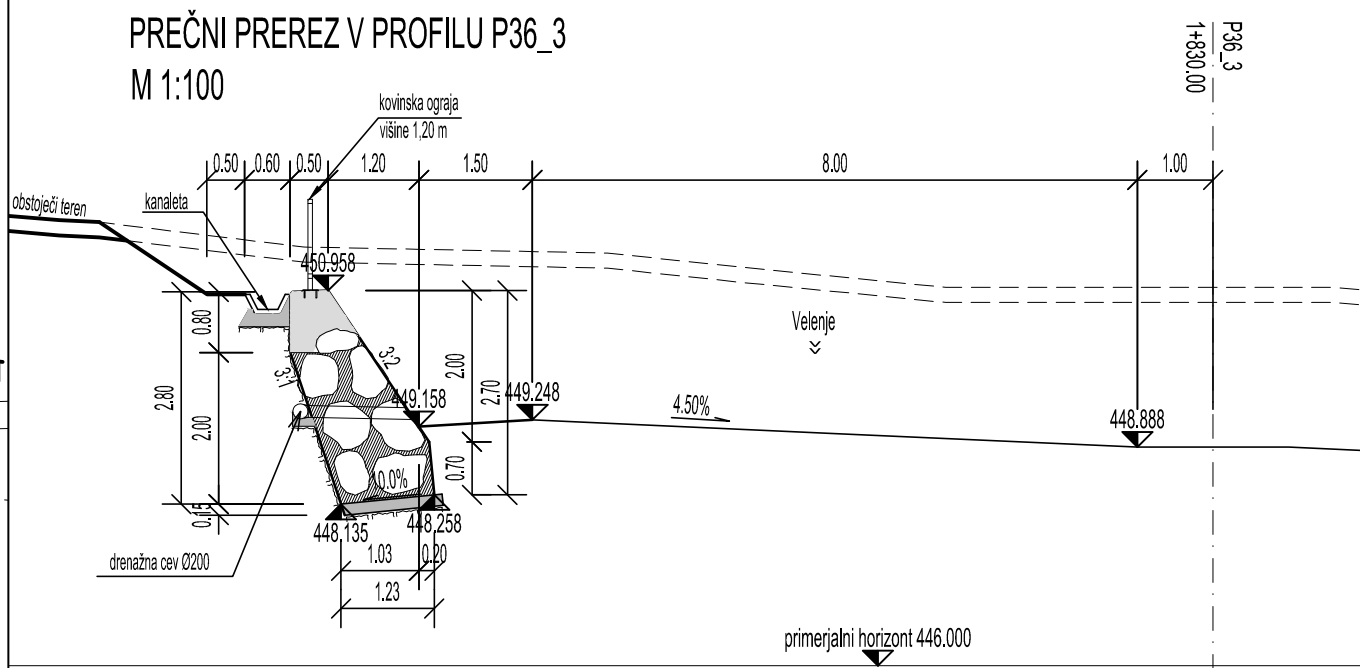 PREČNI PREREZ V PROFILU P36_3
M 1:100
P36_3
1+830.00
kovinska ograja
višine 1,20 m
0.50 0.60 0.50 1.20 1.50 8.00 1.00
obstoječi teren
kanaleta
450.958
Velenje
0.80
2.80
2.00
0.15
3:1
3:2
2.00
2.70
0.70
449.158
449.248
4.50%
448.888
10.0%
448.135
448.258
drenažna cev Ø200
1.03 0.20
1.23
primerjalni horizont 446.000